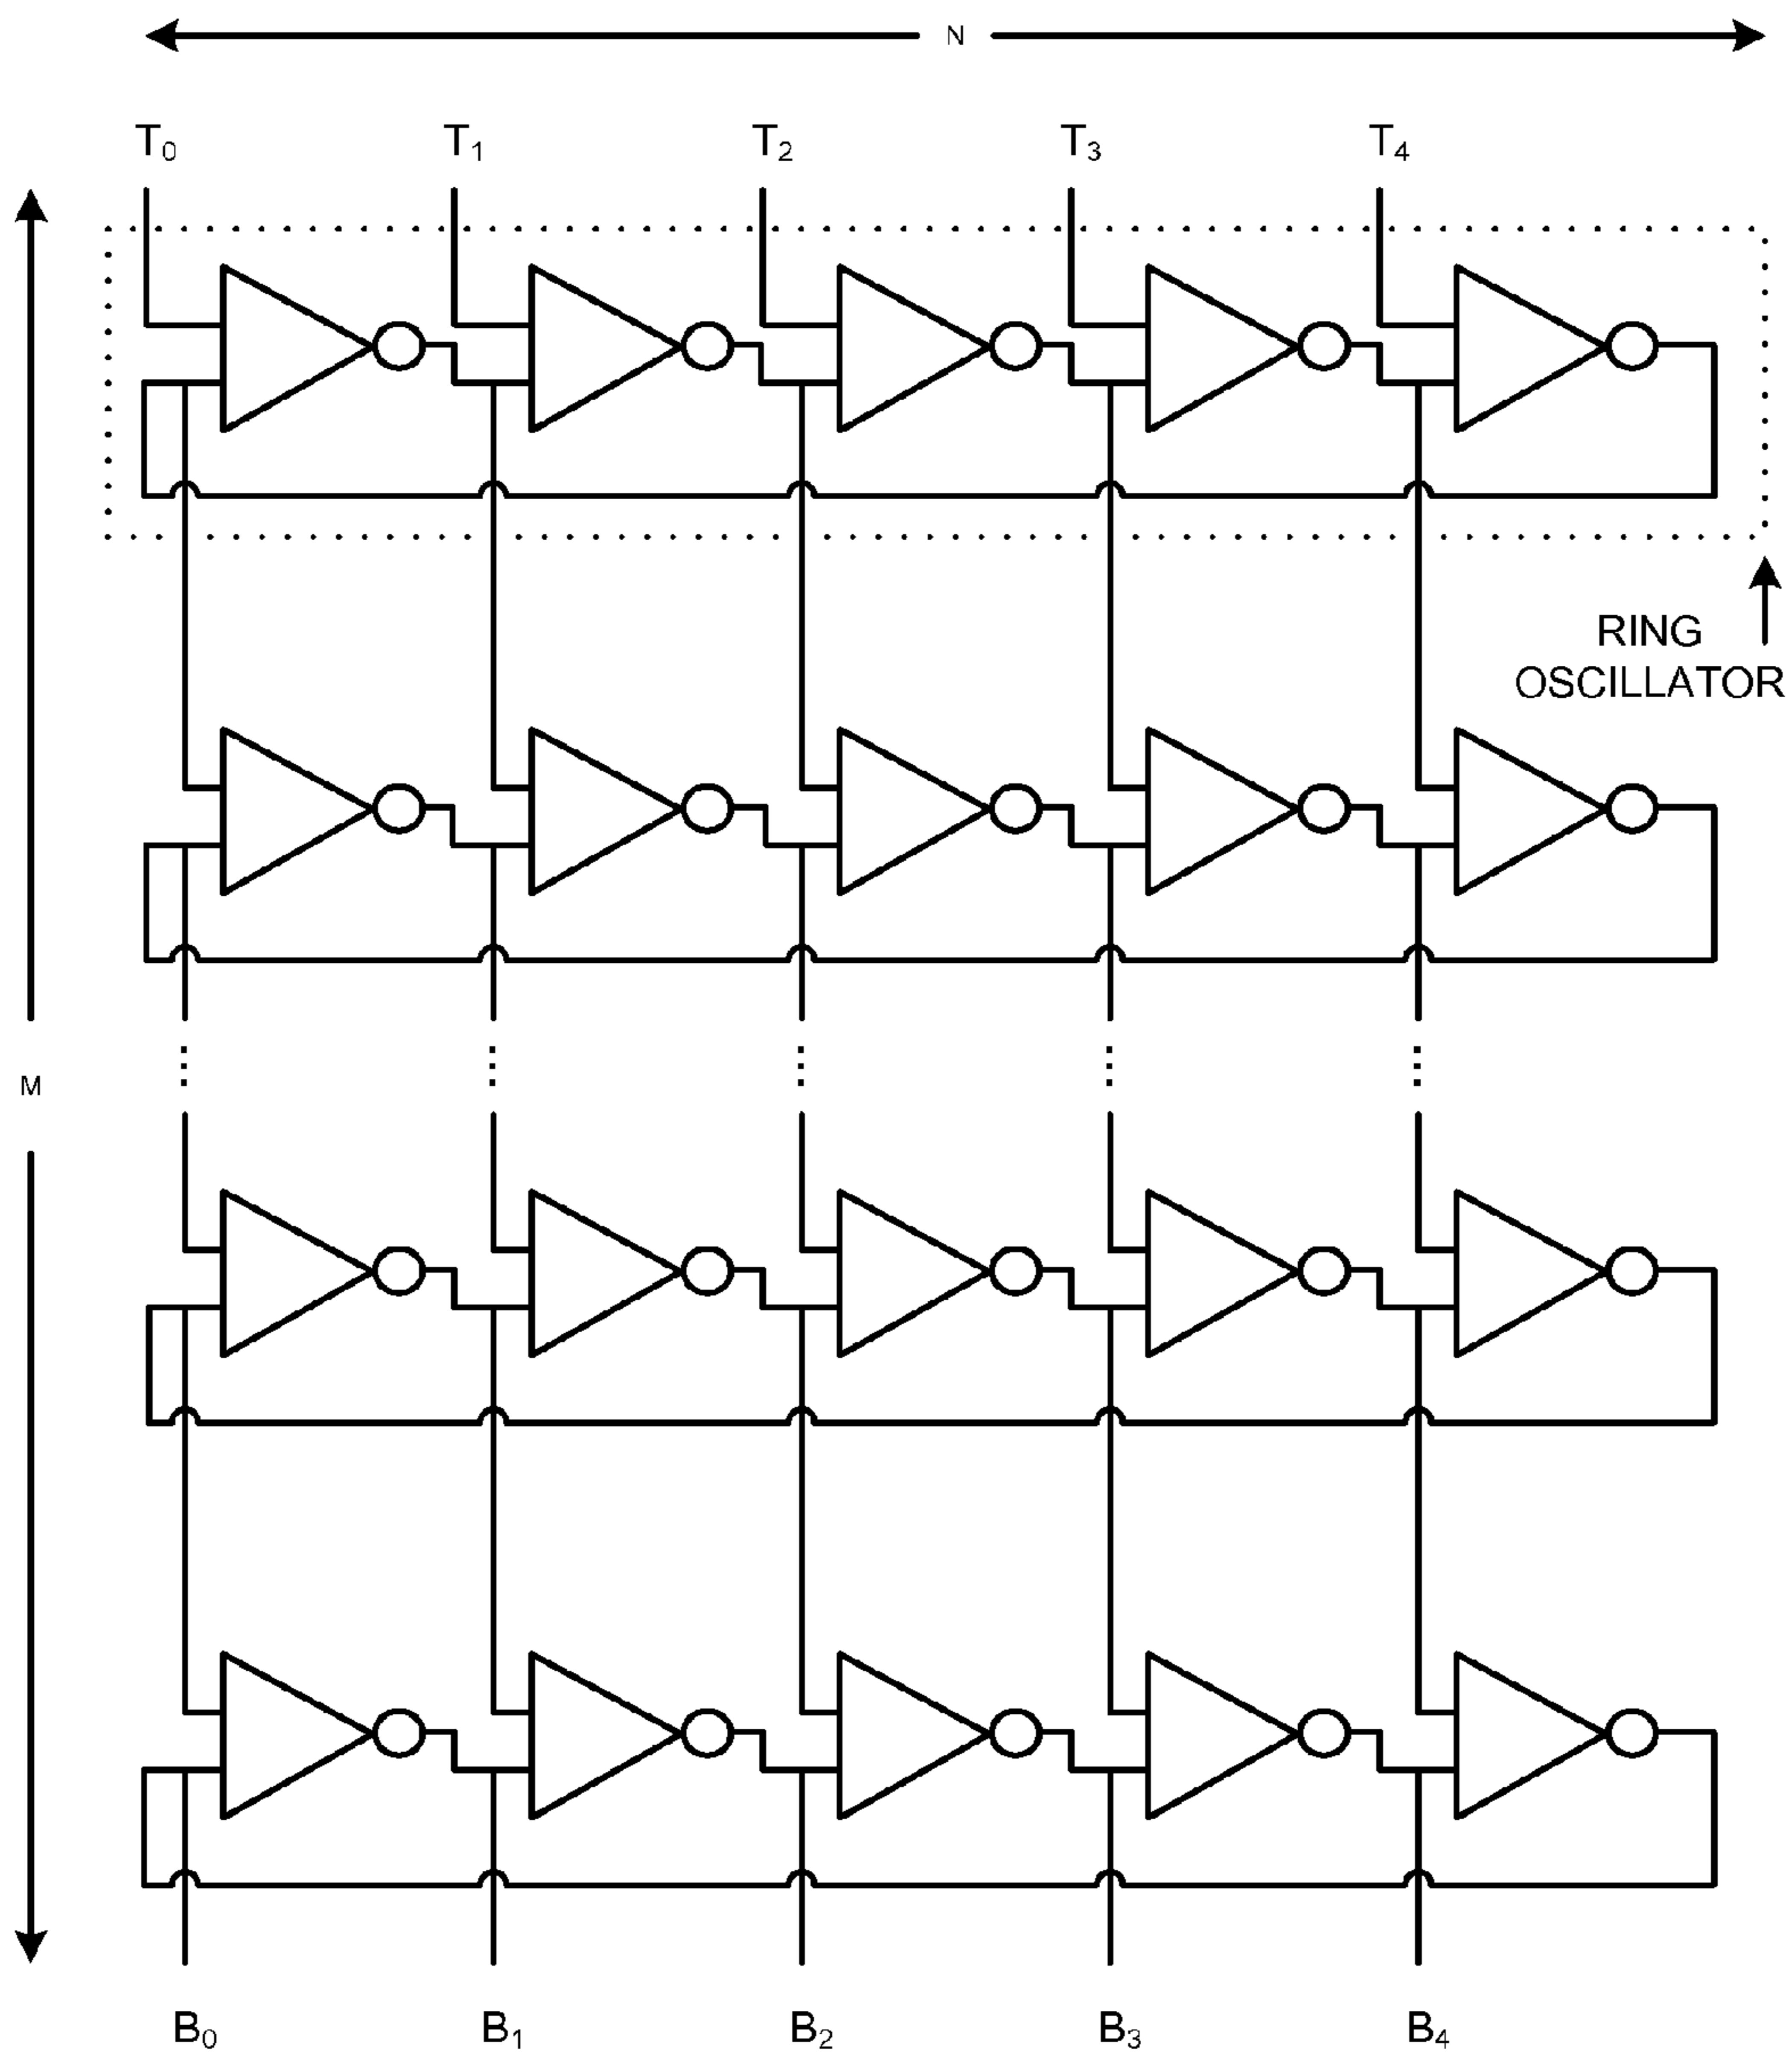 N
T0 T1 T2 T3 T4
RING
OSCILLATOR
M
B0 B1 B2 B3 B4